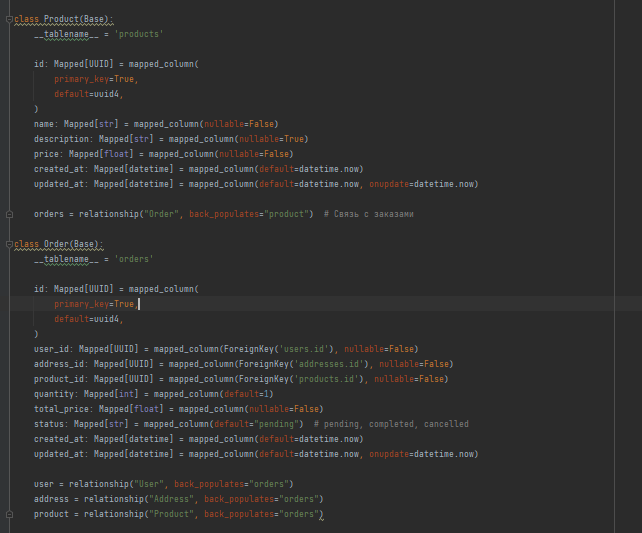 class Product(Base):
    __tablename__ = 'products'
    id: Mapped[UUID] = mapped_column(
        primary_key=True,
        default=uuid4,
    )
    name: Mapped[str] = mapped_column(nullable=False)
    description: Mapped[str] = mapped_column(nullable=True)
    price: Mapped[float] = mapped_column(nullable=False)
    created_at: Mapped[datetime] = mapped_column(default=datetime.now)
    updated_at: Mapped[datetime] = mapped_column(default=datetime.now, onupdate=datetime.now)
    orders = relationship("Order", back_populates="product")  # Связь с заказами
class Order(Base):
    __tablename__ = 'orders'
    id: Mapped[UUID] = mapped_column(
        primary_key=True,
        default=uuid4,
    )
    user_id: Mapped[UUID] = mapped_column(ForeignKey('users.id'), nullable=False)
    address_id: Mapped[UUID] = mapped_column(ForeignKey('addresses.id'), nullable=False)
    product_id: Mapped[UUID] = mapped_column(ForeignKey('products.id'), nullable=False)
    quantity: Mapped[int] = mapped_column(default=1)
    total_price: Mapped[float] = mapped_column(nullable=False)
    status: Mapped[str] = mapped_column(default="pending")  # pending, completed, cancelled
    created_at: Mapped[datetime] = mapped_column(default=datetime.now)
    updated_at: Mapped[datetime] = mapped_column(default=datetime.now, onupdate=datetime.now)
    user = relationship("User", back_populates="orders")
    address = relationship("Address", back_populates="orders")
    product = relationship("Product", back_populates="orders")